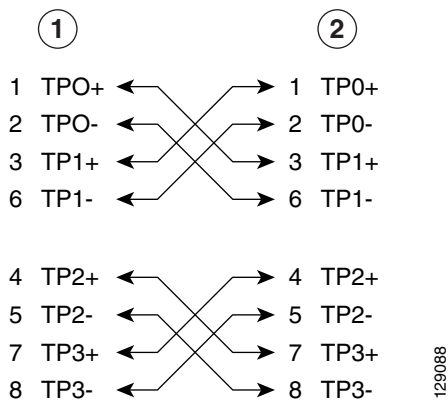 1 2
1 TPO+ 1 TP0+
2 TPO- 2 TP0-
3 TP1+ 3 TP1+
6 TP1- 6 TP1-
4 TP2+ 4 TP2+
5 TP2- 5 TP2-
7 TP3+ 7 TP3+
8 TP3- 8 TP3-
129088